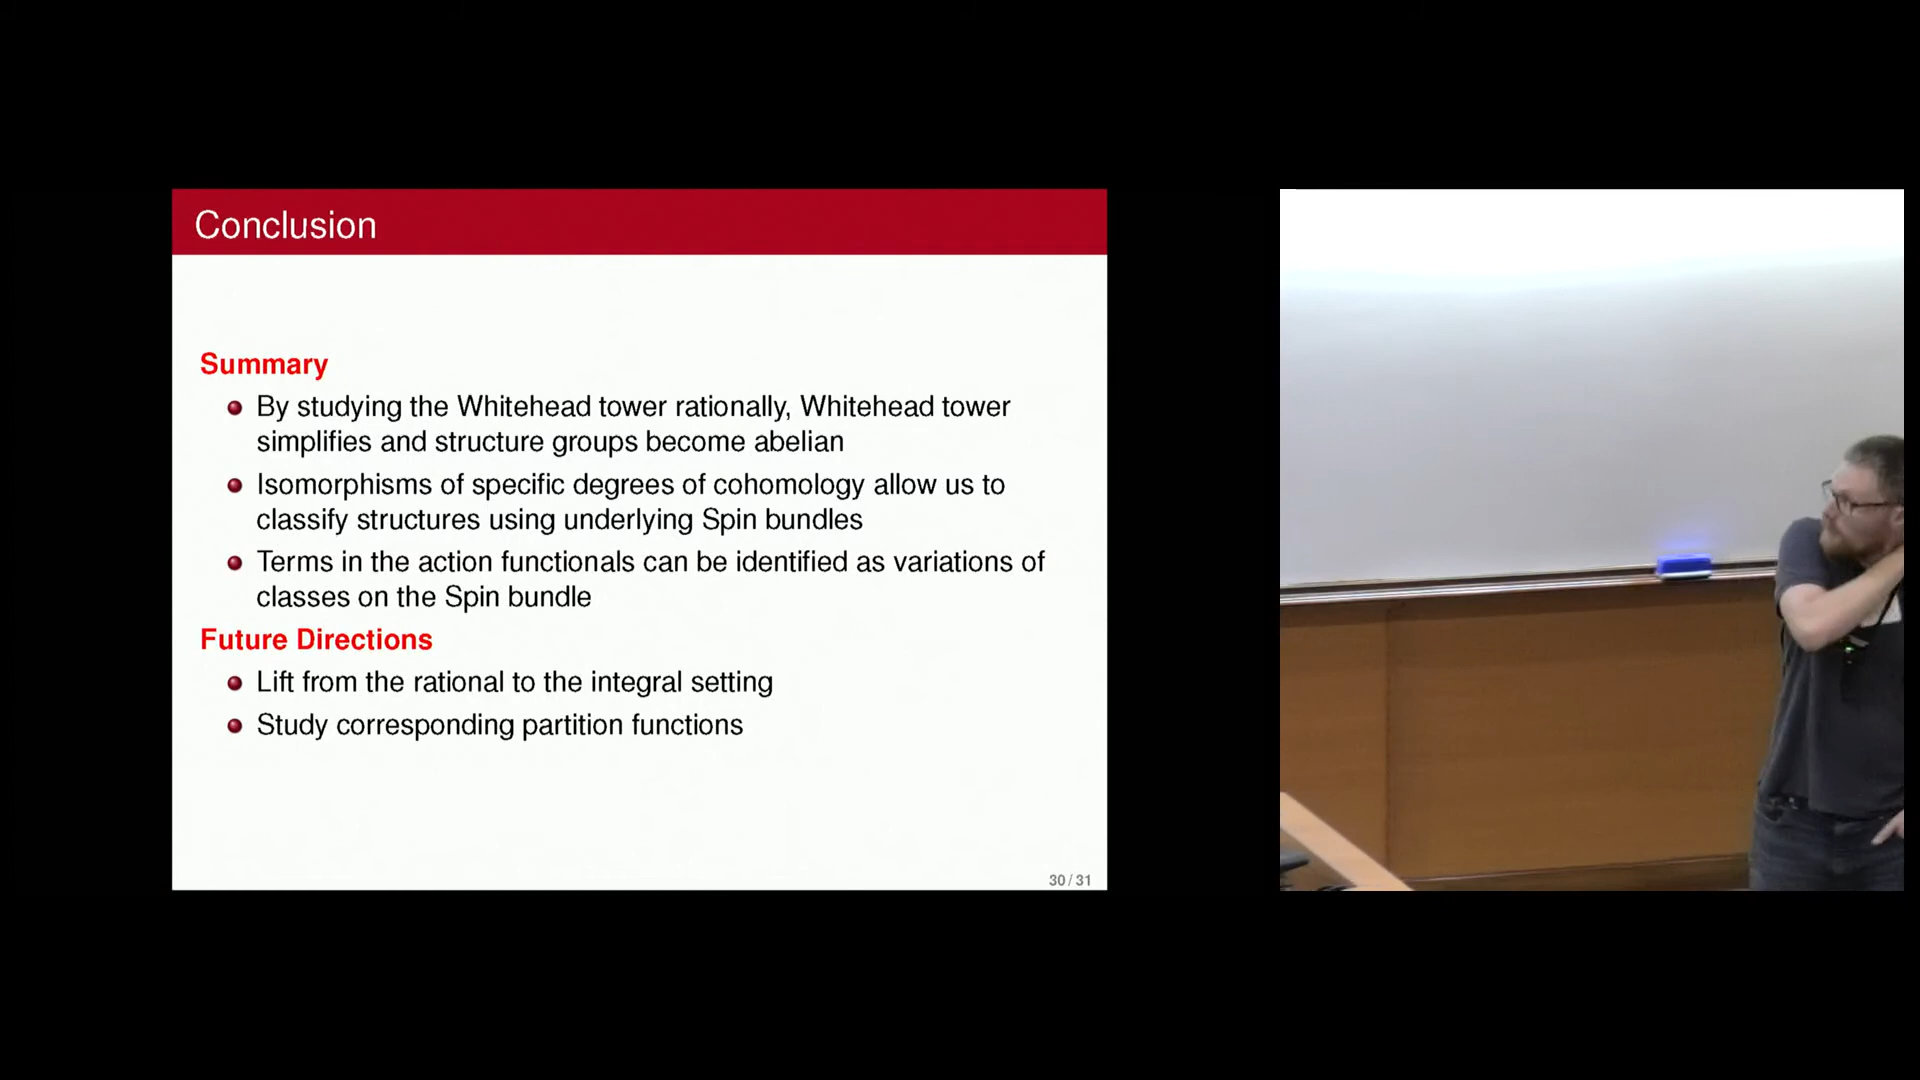 Conclusion
Summary
By studying the Whitehead tower rationally, Whitehead tower
simplifies and structure groups become abelian
Isomorphisms of specific degrees of cohomology allow us to
classify structures using underlying Spin bundles
Terms in the action functionals can be identified as variations of
classes on the Spin bundle
Future Directions
Lift from the rational to the integral setting
Study corresponding partition functions
30 / 31